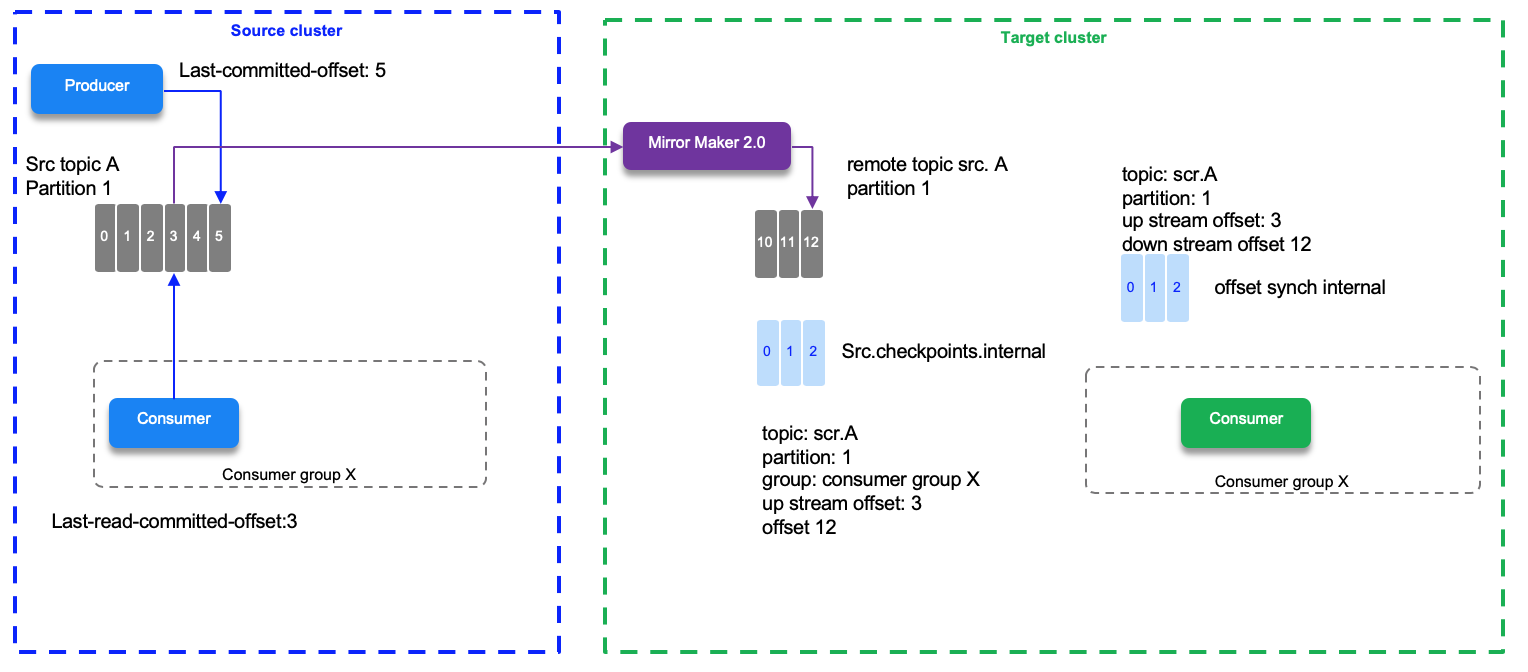 Source cluster
Producer
Last-committed-offset: 5
Src topic A
Partition 1
0 1 2 3 4 5
Consumer
Consumer group X
Last-read-committed-offset:3
Target cluster
Mirror Maker 2.0
remote topic src. A
partition 1
10 11 12
topic: scr.A
partition: 1
up stream offset: 3
down stream offset 12
0 1 2
offset synch internal
0 1 2
Src.checkpoints.internal
topic: scr.A
partition: 1
group: consumer group X
up stream offset: 3
offset 12
Consumer
Consumer group X